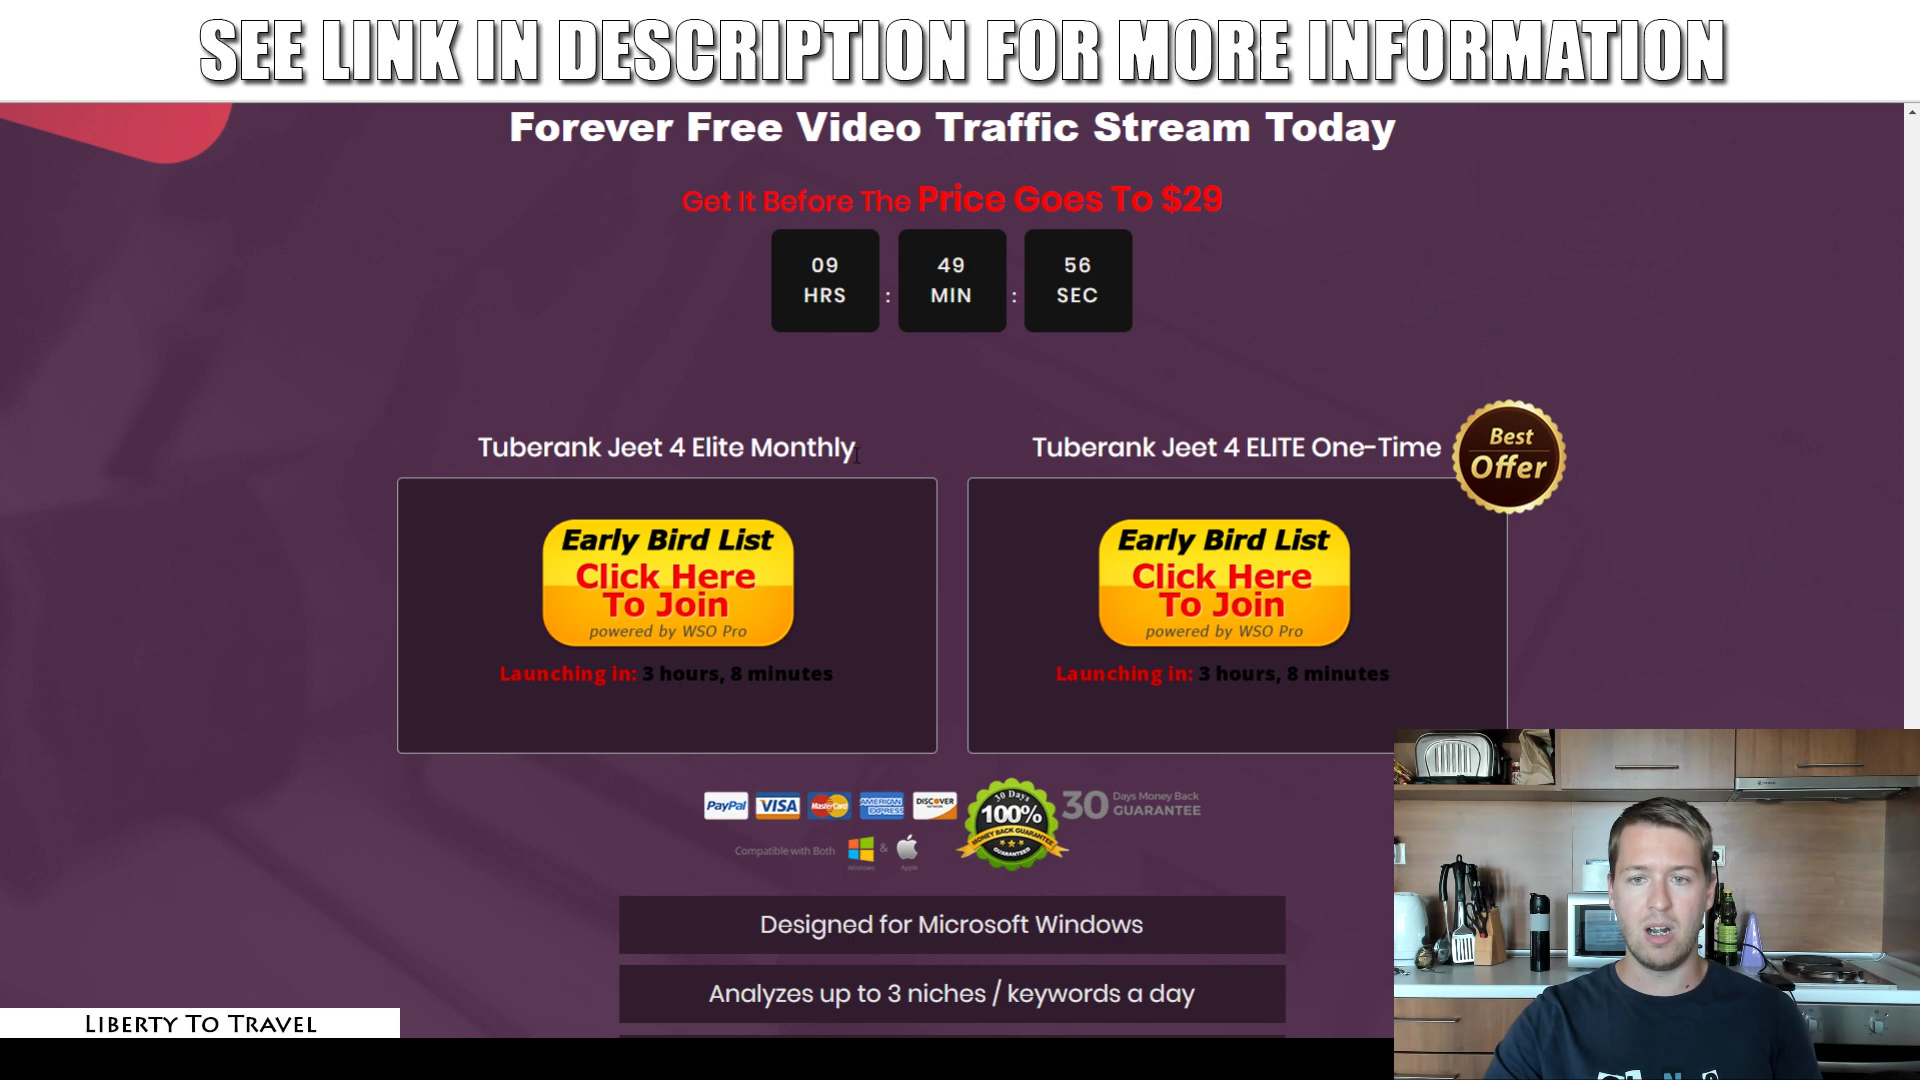 SEE LINK IN DESCRIPTION FOR MORE INFORMATION
Forever Free Video Traffic Stream Today
Get It Before The Price Goes To $29
09 HRS : 49 MIN : 56 SEC
Tuberank Jeet 4 Elite Monthly
Early Bird List
Click Here
To Join
powered by WSO Pro
Launching in: 3 hours, 8 minutes
Tuberank Jeet 4 ELITE One-Time
Best
Offer
Early Bird List
Click Here
To Join
powered by WSO Pro
Launching in: 3 hours, 8 minutes
PayPal VISA MasterCard AMERICAN EXPRESS DISCOVER
30 Days
100%
MONEY BACK GUARANTEE
GUARANTEED
30 Days Money Back
GUARANTEE
Compatible with Both
Windows
&
Apple
Designed for Microsoft Windows
Analyzes up to 3 niches / keywords a day
LIBERTY TO TRAVEL